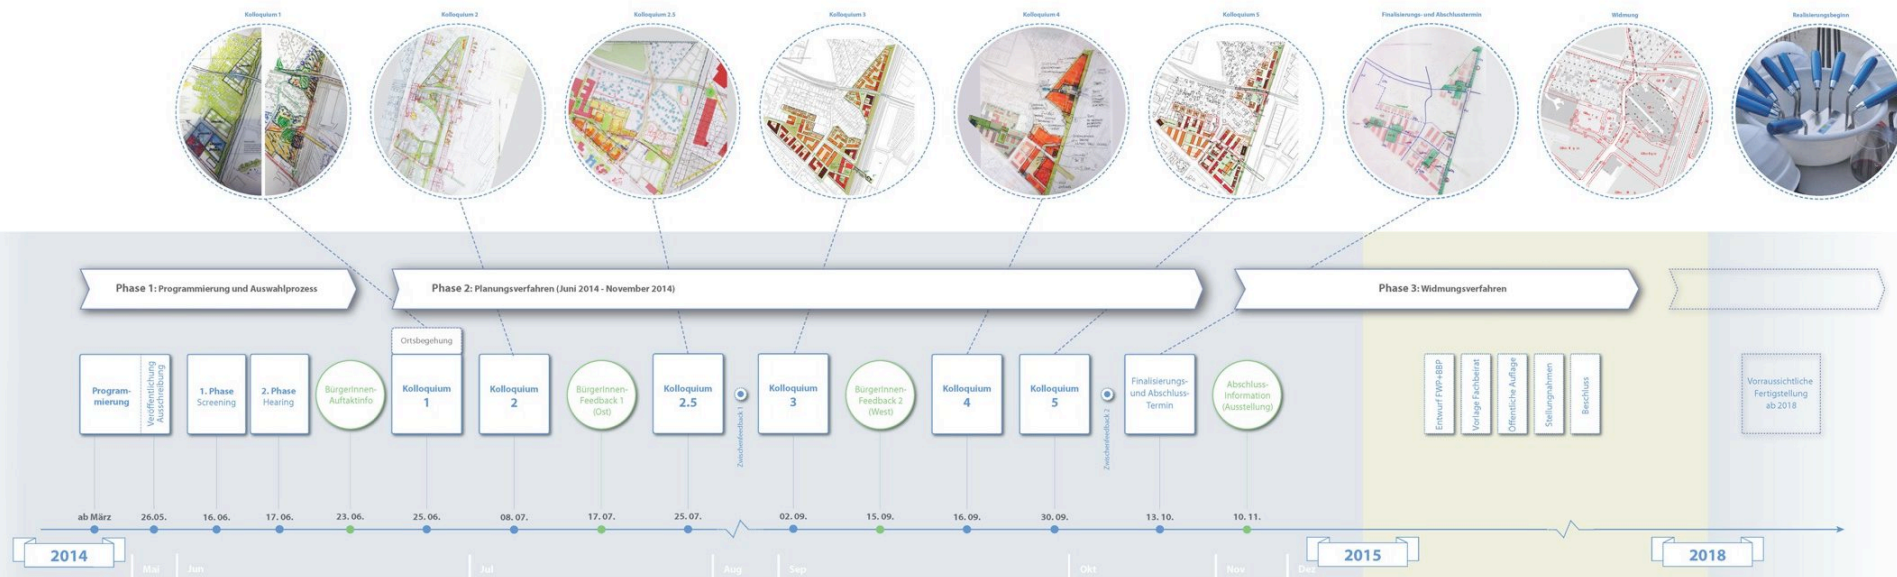 Kolloquium 1
Kolloquium 2
Kolloquium 2.5
Kolloquium 3
Kolloquium 4
Kolloquium 5
Finalisierungs- und Abschlusstermin
Widmung
Realisierungsbeginn
Phase 1: Programmierung und Auswahlprozess
Phase 2: Planungsverfahren (Juni 2014 - November 2014)
Phase 3: Widmungsverfahren
Ortsbegehung
Program-
mierung
Veröffentlichung
Ausschreibung
1. Phase
Screening
2. Phase
Hearing
BürgerInnen-
Auftaktinfo
Kolloquium
1
Kolloquium
2
BürgerInnen-
Feedback 1
(Ost)
Kolloquium
2.5
Zwischenfeedback 1
Kolloquium
3
BürgerInnen-
Feedback 2
(West)
Kolloquium
4
Kolloquium
5
Zwischenfeedback 2
Finalisierungs-
und Abschluss-
Termin
Abschluss-
Information
(Ausstellung)
Entwurf FWP+BBP
Vorlage Fachbeirat
Öffentliche Auflage
Stellungnahmen
Beschluss
Vorraussichtliche
Fertigstellung
ab 2018
ab März
26.05.
16. 06.
17. 06.
23. 06.
25. 06.
08. 07.
17. 07.
25. 07.
02. 09.
15. 09.
16. 09.
30. 09.
13. 10.
10. 11.
2014
2015
2018
Mai
Jun
Jul
Aug
Sep
Okt
Nov
Dez